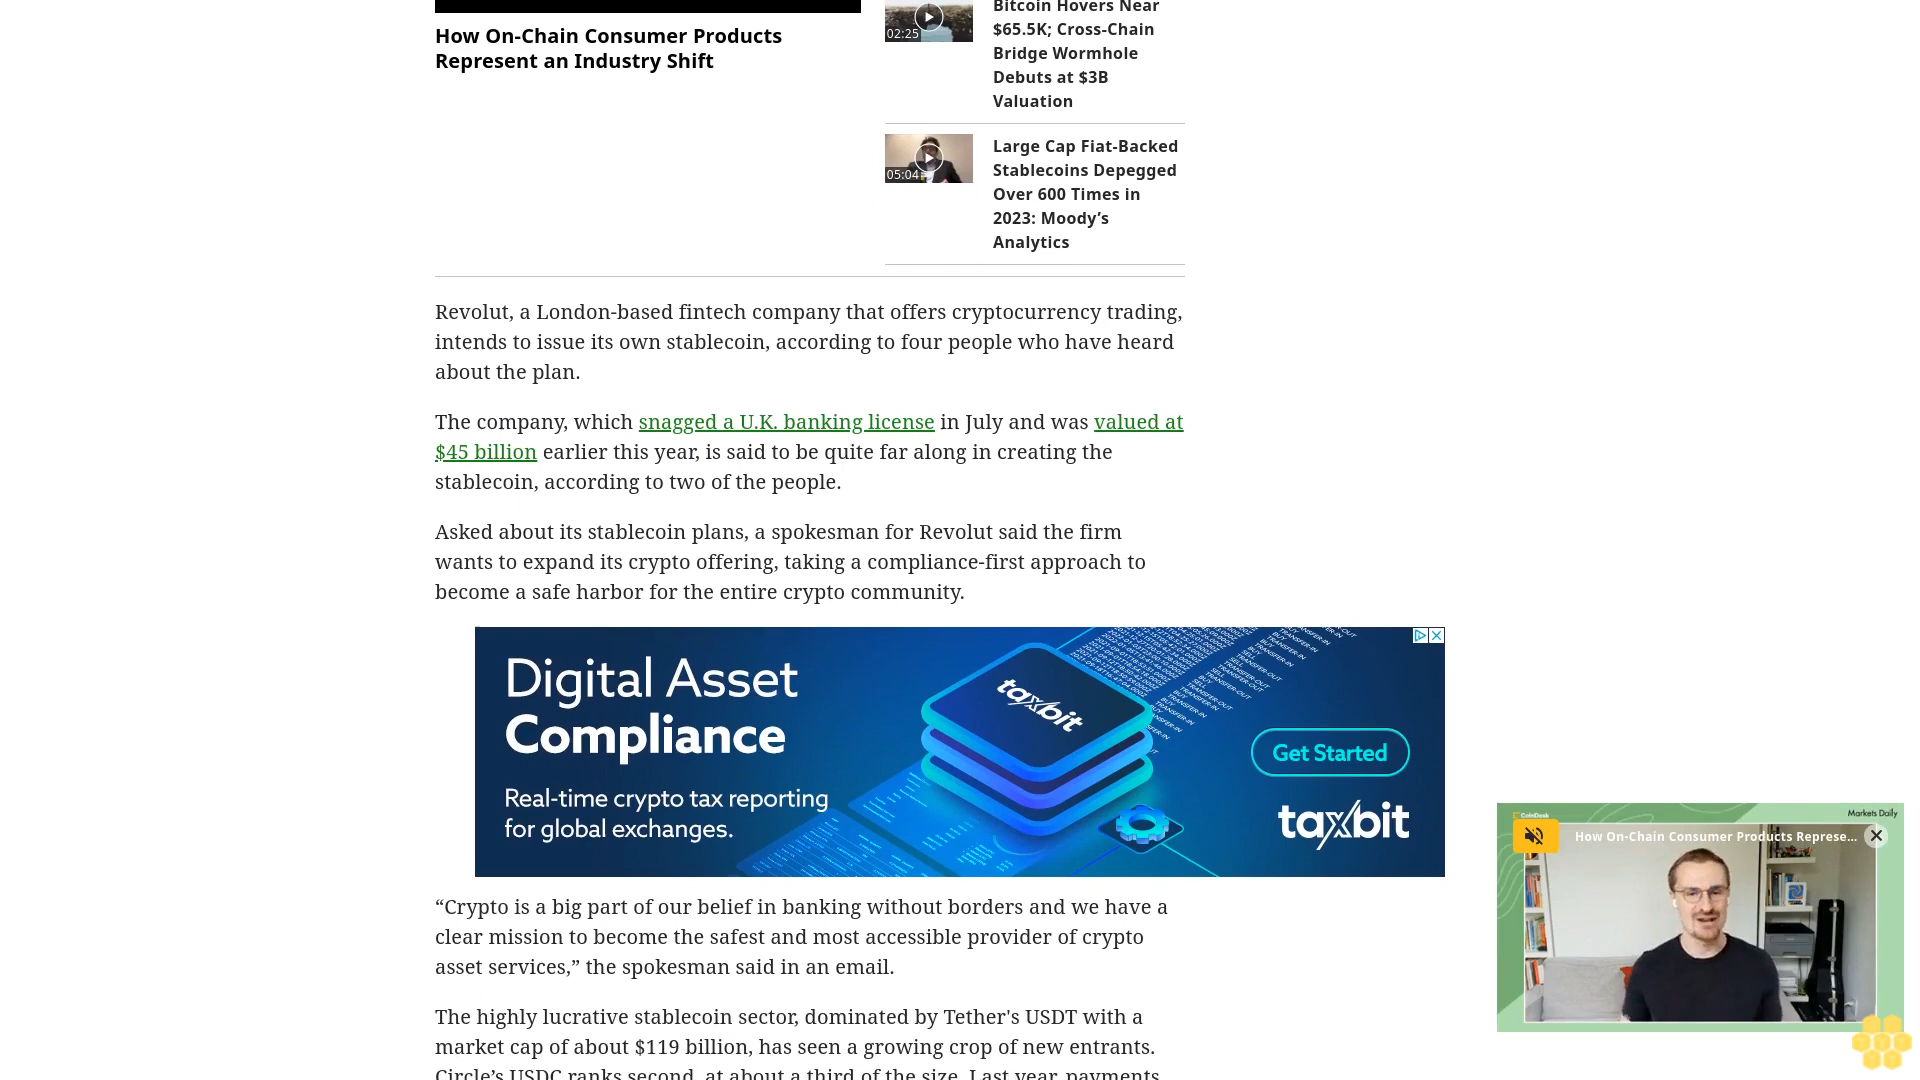 How On-Chain Consumer Products
Represent an Industry Shift
02:25
Bitcoin Hovers Near
$65.5K; Cross-Chain
Bridge Wormhole
Debuts at $3B
Valuation
05:04
Large Cap Fiat-Backed
Stablecoins Depegged
Over 600 Times in
2023: Moody’s
Analytics
Revolut, a London-based fintech company that offers cryptocurrency trading,
intends to issue its own stablecoin, according to four people who have heard
about the plan.
The company, which snagged a U.K. banking license in July and was valued at
$45 billion earlier this year, is said to be quite far along in creating the
stablecoin, according to two of the people.
Asked about its stablecoin plans, a spokesman for Revolut said the firm
wants to expand its crypto offering, taking a compliance-first approach to
become a safe harbor for the entire crypto community.
Digital Asset
Compliance
Real-time crypto tax reporting
for global exchanges.
taxbit
Get Started
taxbit
“Crypto is a big part of our belief in banking without borders and we have a
clear mission to become the safest and most accessible provider of crypto
asset services,” the spokesman said in an email.
The highly lucrative stablecoin sector, dominated by Tether's USDT with a
market cap of about $119 billion, has seen a growing crop of new entrants.
Circle’s USDC ranks second, at about a third of the size. Last year, payments
CoinDesk
Markets Daily
How On-Chain Consumer Products Represe...